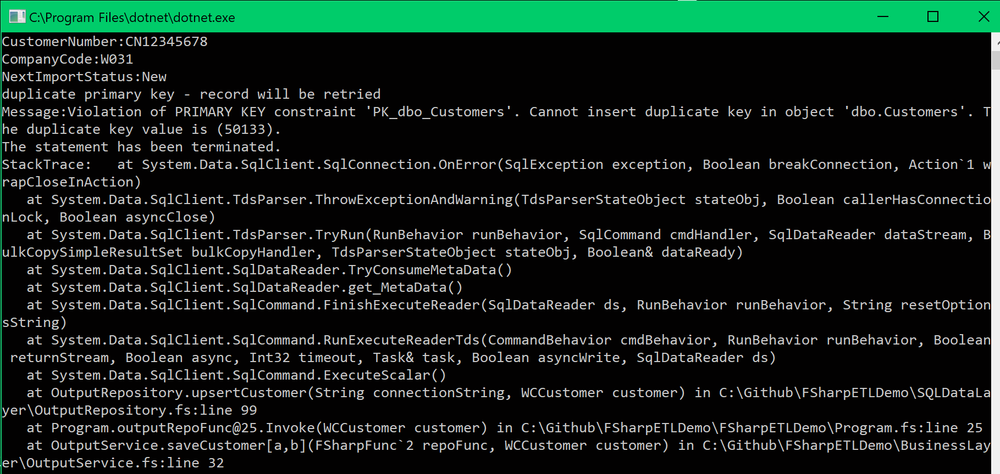 C:\Program Files\dotnet\dotnet.exe
CustomerNumber:CN12345678
CompanyCode:W031
NextImportStatus:New
duplicate primary key - record will be retried
Message:Violation of PRIMARY KEY constraint 'PK_dbo_Customers'. Cannot insert duplicate key in object 'dbo.Customers'. T
he duplicate key value is (50133).
The statement has been terminated.
StackTrace:   at System.Data.SqlClient.SqlConnection.OnError(SqlException exception, Boolean breakConnection, Action`1 w
rapCloseInAction)
   at System.Data.SqlClient.TdsParser.ThrowExceptionAndWarning(TdsParserStateObject stateObj, Boolean callerHasConnectio
nLock, Boolean asyncClose)
   at System.Data.SqlClient.TdsParser.TryRun(RunBehavior runBehavior, SqlCommand cmdHandler, SqlDataReader dataStream, B
ulkCopySimpleResultSet bulkCopyHandler, TdsParserStateObject stateObj, Boolean& dataReady)
   at System.Data.SqlClient.SqlDataReader.TryConsumeMetaData()
   at System.Data.SqlClient.SqlDataReader.get_MetaData()
   at System.Data.SqlClient.SqlCommand.FinishExecuteReader(SqlDataReader ds, RunBehavior runBehavior, String resetOption
sString)
   at System.Data.SqlClient.SqlCommand.RunExecuteReaderTds(CommandBehavior cmdBehavior, RunBehavior runBehavior, Boolean
 returnStream, Boolean async, Int32 timeout, Task& task, Boolean asyncWrite, SqlDataReader ds)
   at System.Data.SqlClient.SqlCommand.ExecuteScalar()
   at OutputRepository.upsertCustomer(String connectionString, WCCustomer customer) in C:\Github\FSharpETLDemo\SQLDataLa
yer\OutputRepository.fs:line 99
   at Program.outputRepoFunc@25.Invoke(WCCustomer customer) in C:\Github\FSharpETLDemo\FSharpETLDemo\Program.fs:line 25
   at OutputService.saveCustomer[a,b](FSharpFunc`2 repoFunc, WCCustomer customer) in C:\Github\FSharpETLDemo\BusinessLay
er\OutputService.fs:line 32